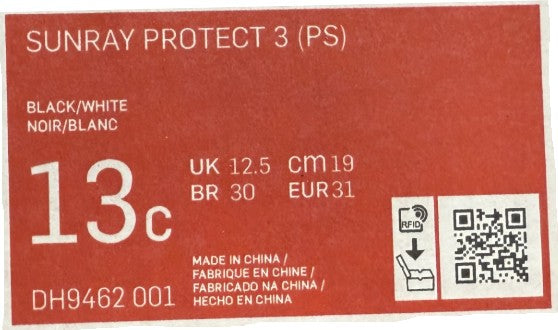 SUNRAY PROTECT 3 (PS)
BLACK/WHITE
NOIR/BLANC
13c
UK 12.5 cm 19
BR 30 EUR 31
MADE IN CHINA /
FABRIQUE EN CHINE /
FABRICADO NA CHINA /
HECHO EN CHINA
DH9462 001
RFID